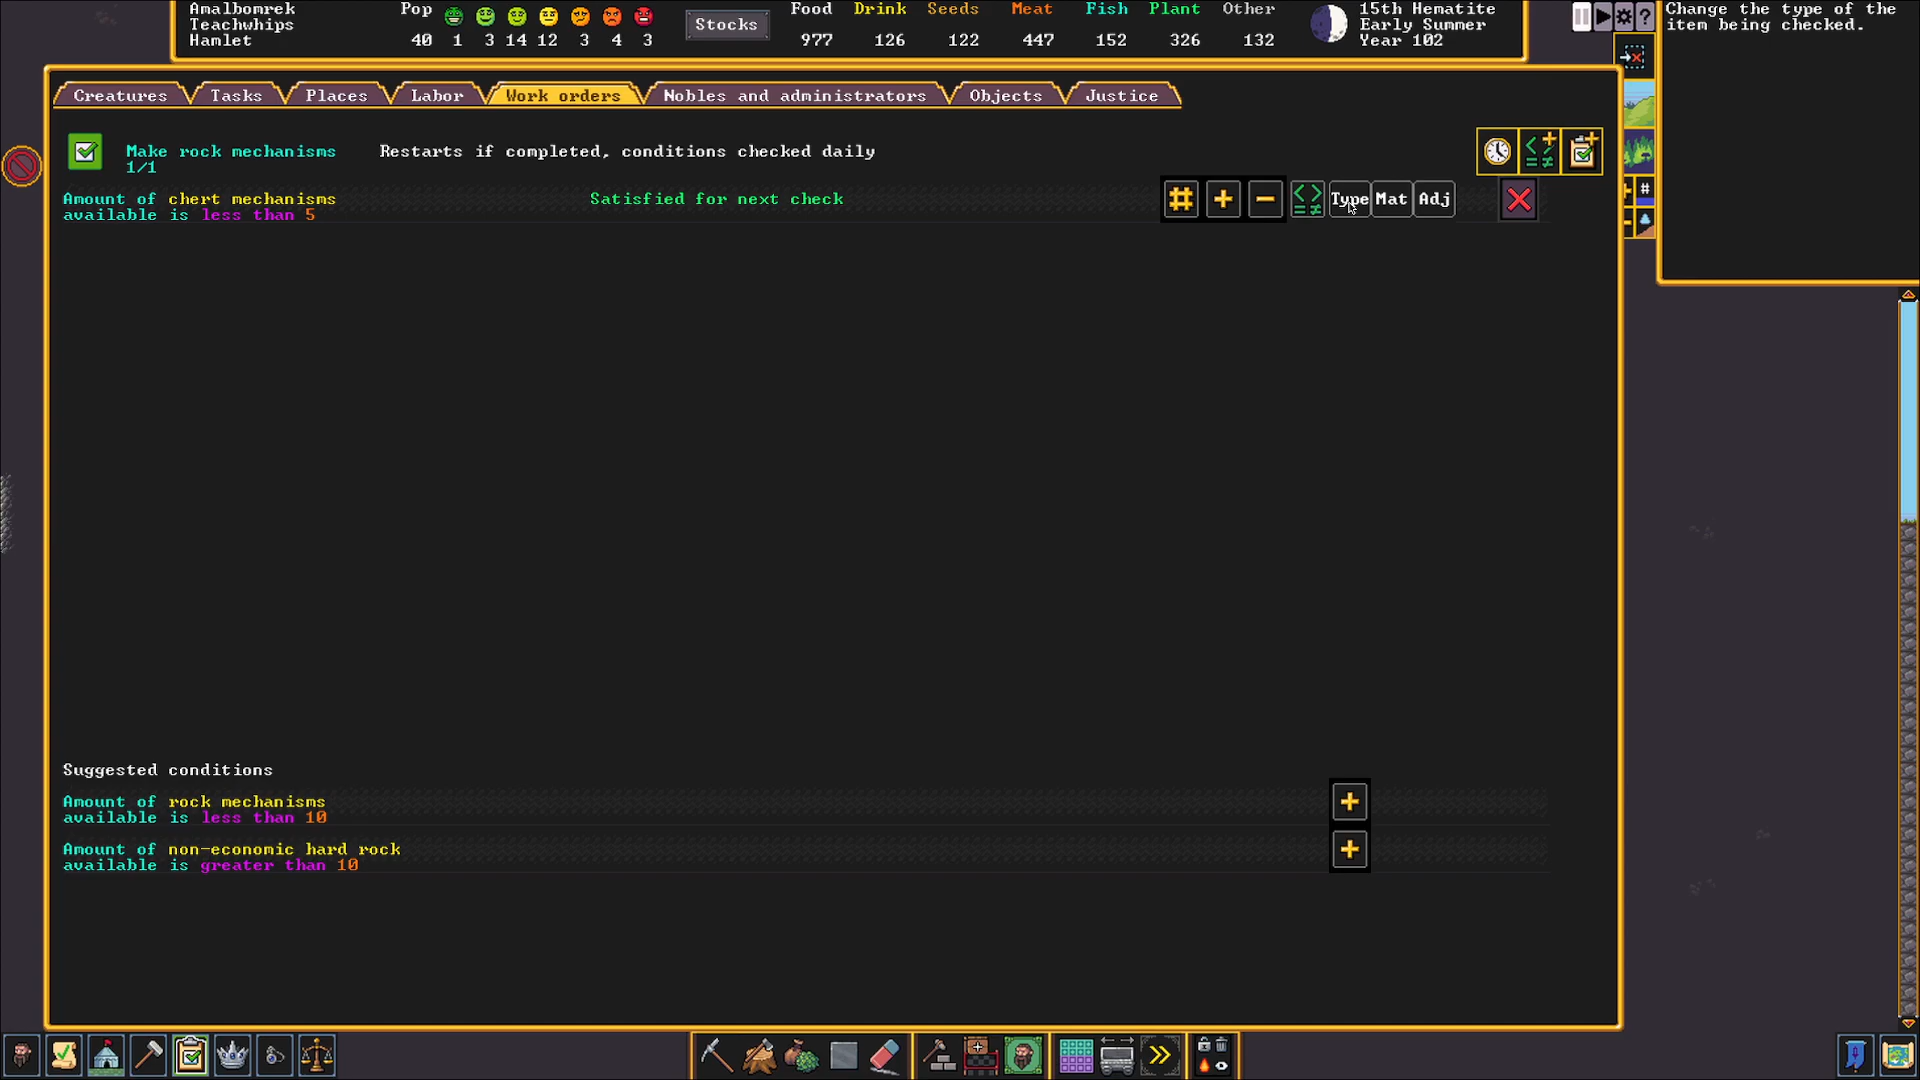 Amalbomrek
Teachwhips
Hamlet
Pop
40 1 3 14 12 3 4 3
Stocks
Food Drink Seeds Meat Fish Plant Other
977 126 122 447 152 326 132
15th Hematite
Early Summer
Year 102
?
Change the type of the
item being checked.
Creatures Tasks Places Labor Work orders Nobles and administrators Objects Justice
Make rock mechanisms Restarts if completed, conditions checked daily
1/1
Amount of chert mechanisms Satisfied for next check Type Mat Adj
available is less than 5
Suggested conditions
Amount of rock mechanisms
available is less than 10
Amount of non-economic hard rock
available is greater than 10